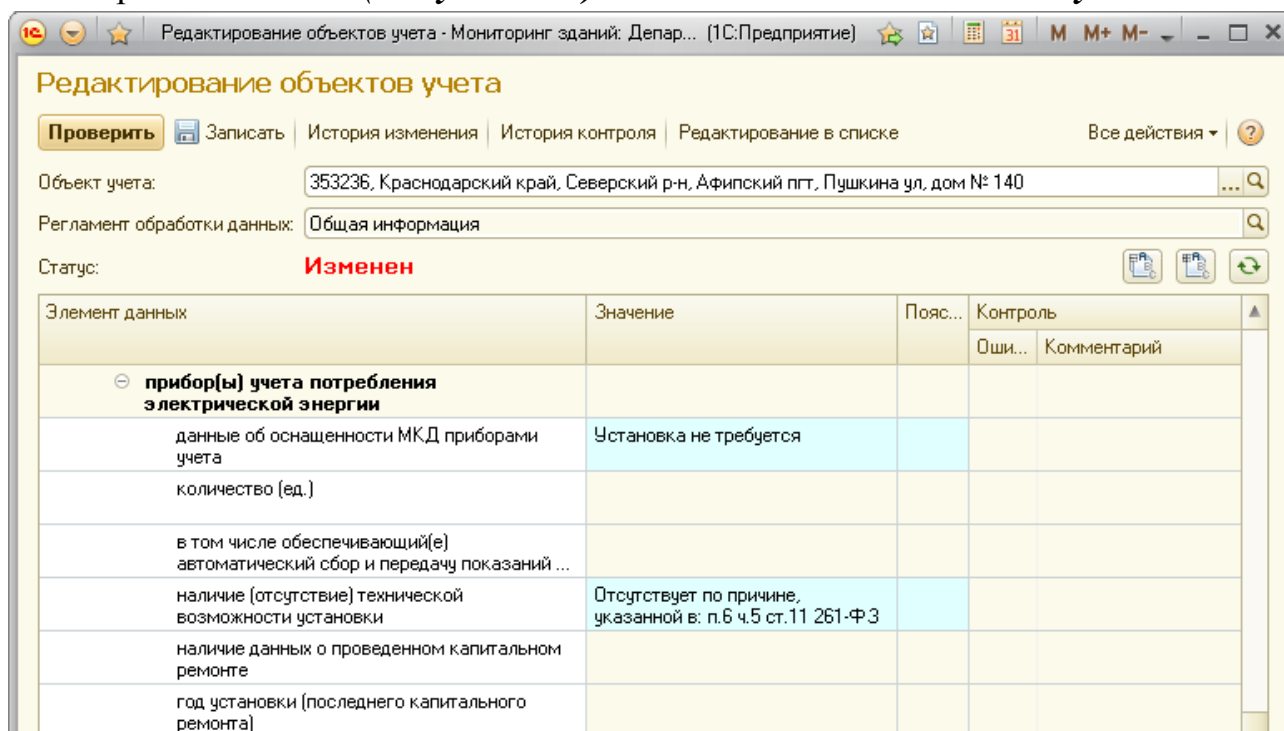 Редактирование объектов учета - Мониторинг зданий: Депар... (1С:Предприятие)
M M+ M-
Редактирование объектов учета
Проверить Записать История изменения История контроля Редактирование в списке Все действия
Объект учета: 353236, Краснодарский край, Северский р-н, Афипский пгт, Пушкина ул, дом № 140 ...
Регламент обработки данных: Общая информация
Статус: Изменен
Элемент данных Значение Пояс... Контроль
Оши... Комментарий
прибор(ы) учета потребления
электрической энергии
данные об оснащенности МКД приборами Установка не требуется
учета
количество (ед.)
в том числе обеспечивающий(е)
автоматический сбор и передачу показаний ...
наличие (отсутствие) технической Отсутствует по причине,
возможности установки указанной в: п.6 ч.5 ст.11 261-ФЗ
наличие данных о проведенном капитальном
ремонте
год установки (последнего капитального
ремонта)